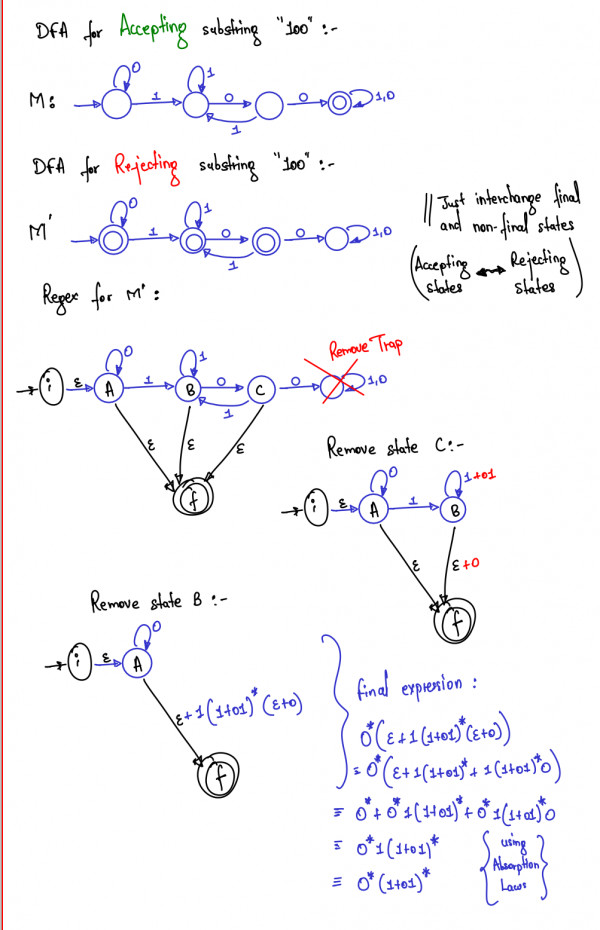 DFA for Accepting substring "100" :-
0 1
M: 1 0 0 1,0
1
DFA for Rejecting substring "100" :-
0 1
M' 1 0 0 1,0
1
// Just interchange final
and non-final states
(Accepting states ↔ Rejecting states)
Regex for M' :
Remove Trap
0 1
i ε A 1 B 0 C 0 1,0
1
ε ε ε
f
Remove state C:-
0 1+01
i ε A 1 B
ε ε+0
f
Remove state B:-
0
i ε A
ε+1(1+01)*(ε+0)
f
final expression :
0*(ε+1(1+01)*(ε+0))
≡ 0*(ε+1(1+01)*+1(1+01)*0)
≡ 0*+0*1(1+01)*+0*1(1+01)*0
≡ 0*1(1+01)*
≡ 0*(1+01)*
{using
Absorption
Laws}